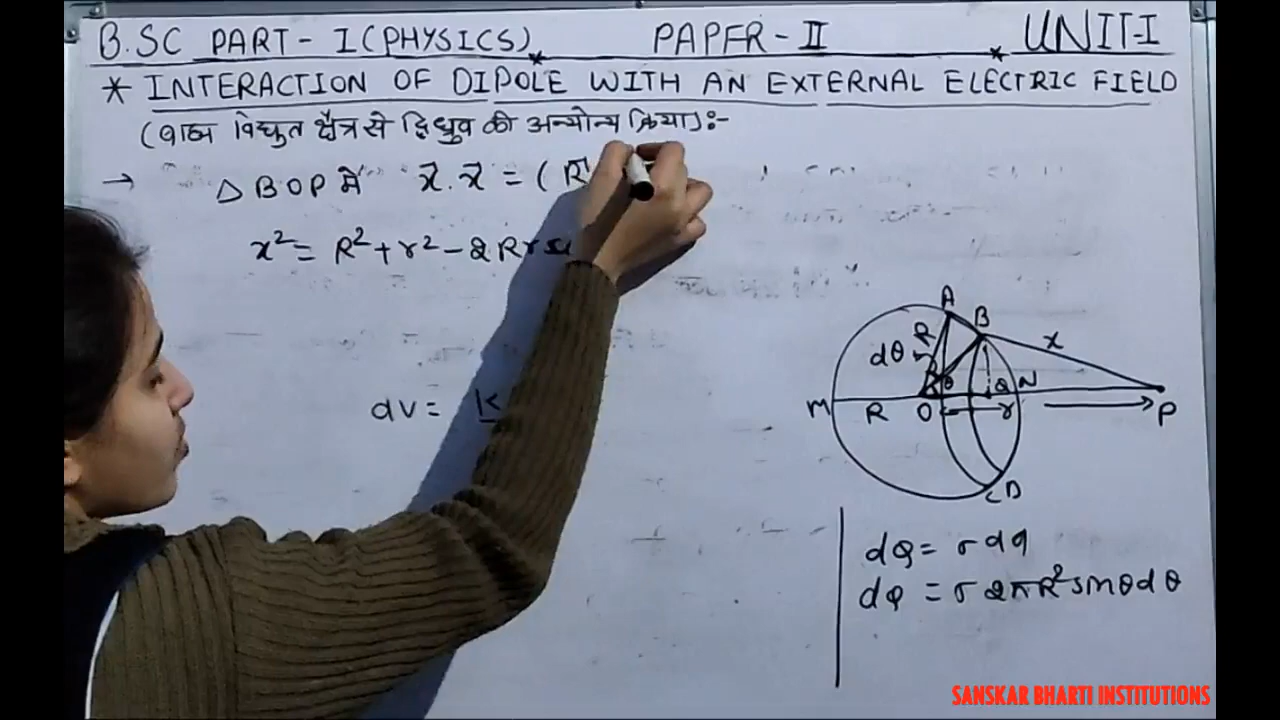 B.SC PART - I (PHYSICS) PAPER - II UNIT-I
* INTERACTION OF DIPOLE WITH AN EXTERNAL ELECTRIC FIELD
(बाह्य विद्युत क्षैत्र से द्विध्रुव की अन्योन्य क्रिया):-
→ △ BOP में x⃗.x⃗ = (R⃗
x² = R² + r² - 2Rr
dv = K
A
B
R
x
dθ
θ
M R O Q N r P
C D
dQ = σ da
dQ = σ 2πR² sinθ dθ
SANSKAR BHARTI INSTITUTIONS